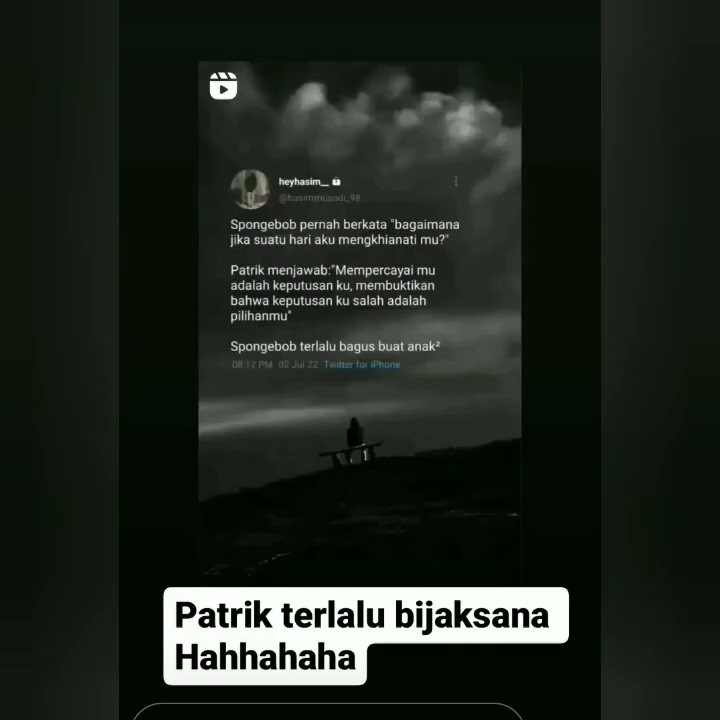 heyhasim__
@hasimmusadi_98
Spongebob pernah berkata "bagaimana
jika suatu hari aku mengkhianati mu?"
Patrik menjawab:"Mempercayai mu
adalah keputusan ku, membuktikan
bahwa keputusan ku salah adalah
pilihanmu"
Spongebob terlalu bagus buat anak²
08:12 PM 02 Jul 22 Twitter for iPhone
Patrik terlalu bijaksana
Hahhahaha